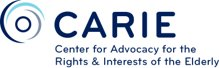 CARIE
Center for Advocacy for the
Rights & Interests of the Elderly